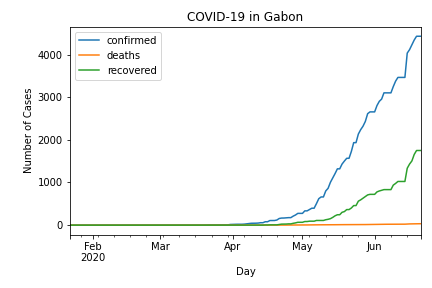 COVID-19 in Gabon
confirmed
deaths
recovered
Number of Cases
4000
3000
2000
1000
0
Feb Mar Apr May Jun
2020
Day